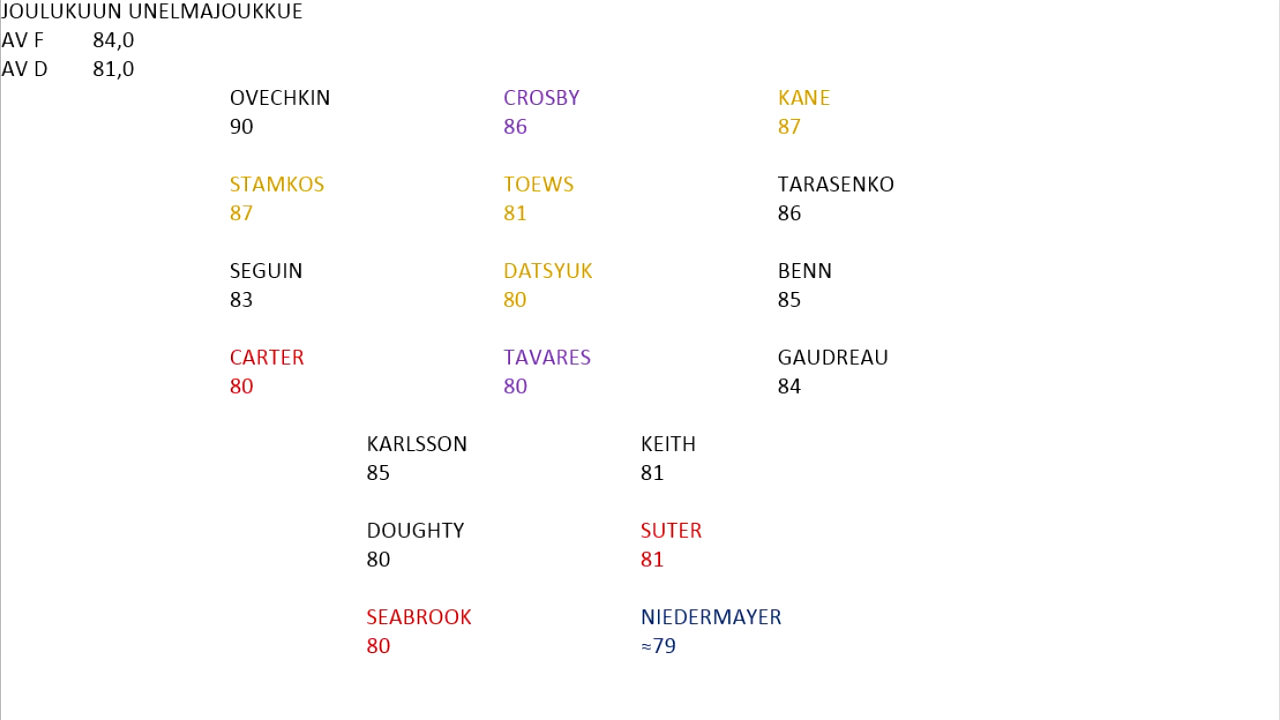 JOULUKUUN UNELMAJOUKKUE
AV F 84,0
AV D 81,0
OVECHKIN CROSBY KANE
90 86 87
STAMKOS TOEWS TARASENKO
87 81 86
SEGUIN DATSYUK BENN
83 80 85
CARTER TAVARES GAUDREAU
80 80 84
KARLSSON KEITH
85 81
DOUGHTY SUTER
80 81
SEABROOK NIEDERMAYER
80 ≈79